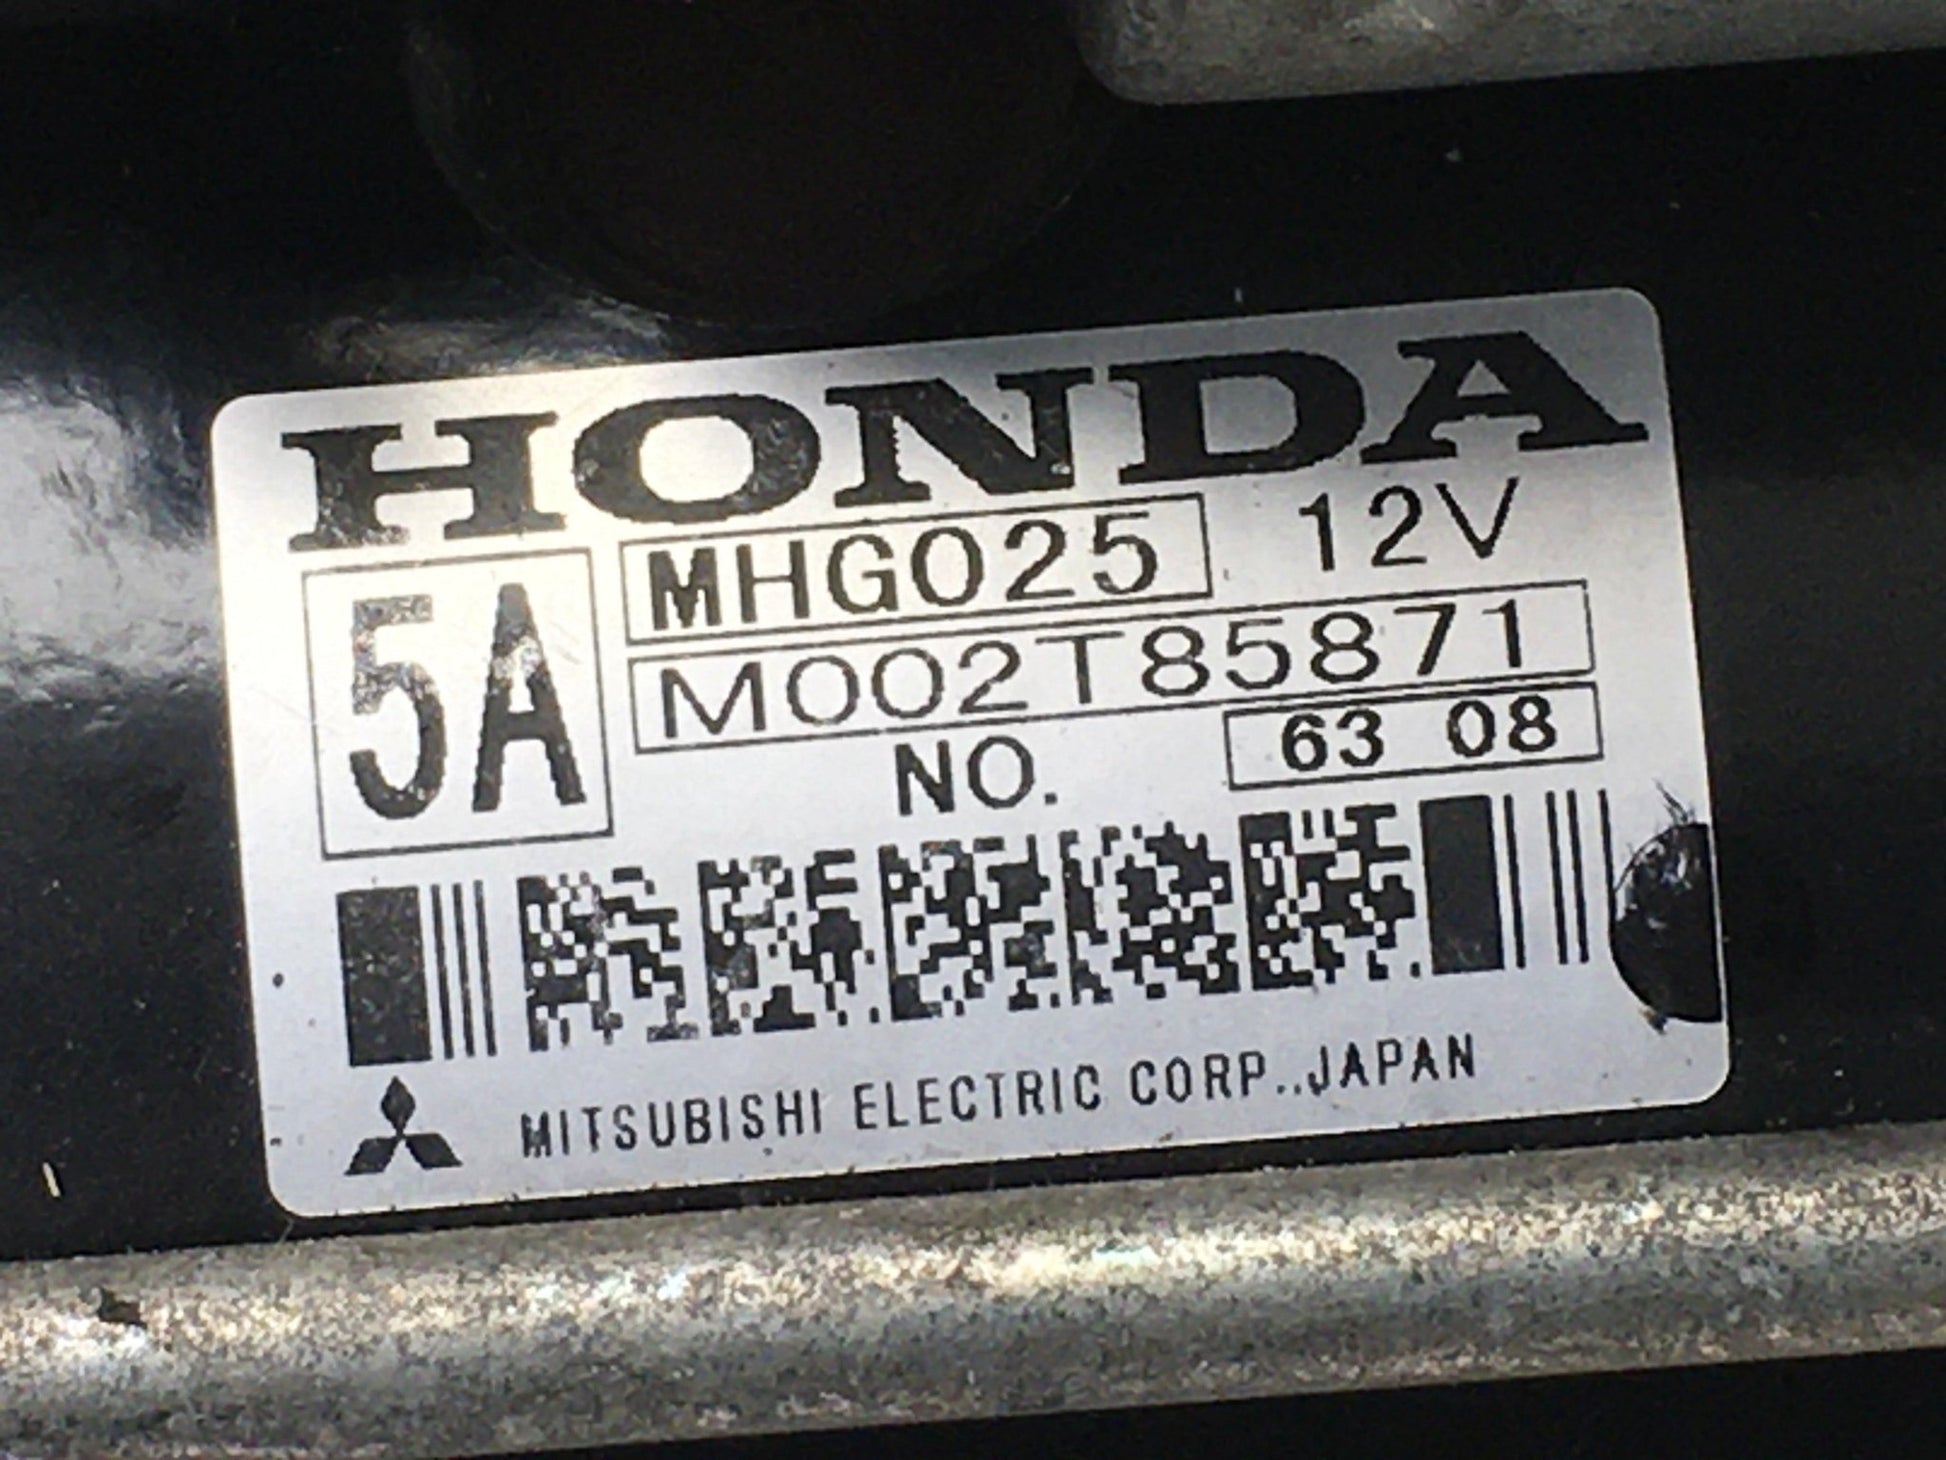 HONDA
5A
MHG025 12V
M002T85871
NO. 63 08
MITSUBISHI ELECTRIC CORP.,JAPAN